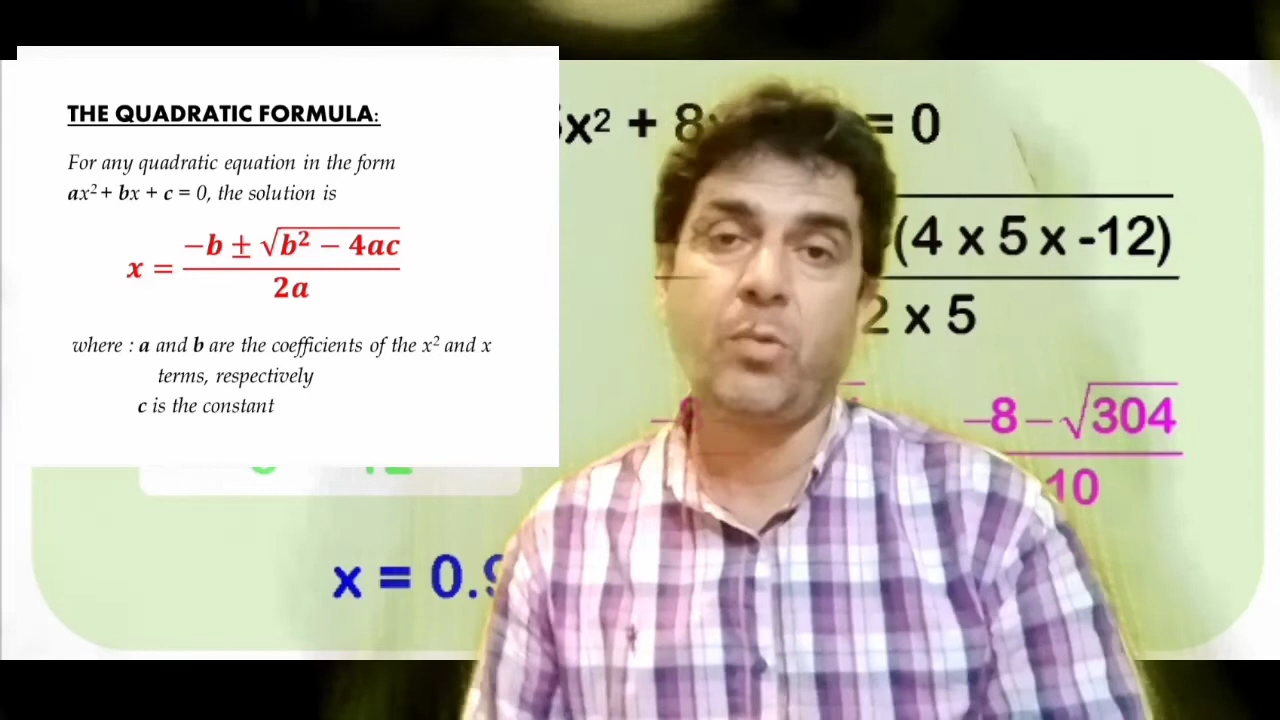 THE QUADRATIC FORMULA:
For any quadratic equation in the form
ax² + bx + c = 0, the solution is
x = −b ± √b² − 4ac
2a
where : a and b are the coefficients of the x² and x
terms, respectively
c is the constant
x² + 8 = 0
(4 x 5 x -12)
2 x 5
−8 − √304
10
x = 0.9